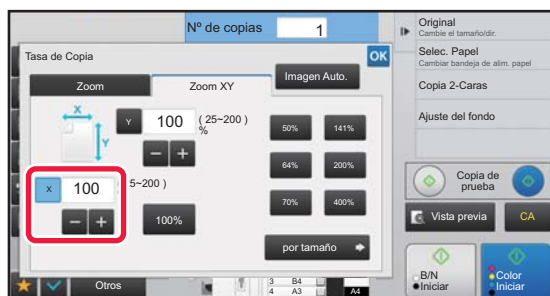 Nº de copias 1
Tasa de Copia
OK
Zoom
Zoom XY
Imagen Auto.
X
Y
Y 100 ( 25~200 )
%
X 100 5~200 )
100%
50% 141%
64% 200%
70% 400%
por tamaño
Otros
3 B4
4 A3
A4
Original
Cambie el tamaño/dir.
Selec. Papel
Cambiar bandeja de alim. papel
Copia 2-Caras
Ajuste del fondo
Copia de
prueba
Vista previa
CA
B/N
Iniciar
Color
Iniciar